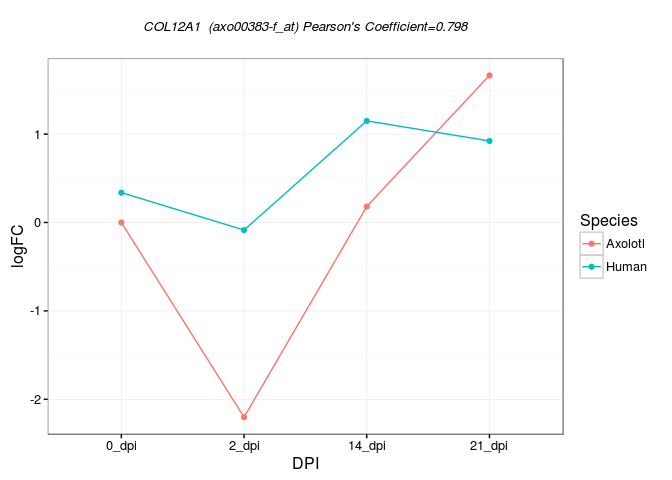 COL12A1 (axo00383-f_at) Pearson's Coefficient=0.798
1
0
-1
-2
logFC
0_dpi
2_dpi
14_dpi
21_dpi
DPI
Species
Axolotl
Human